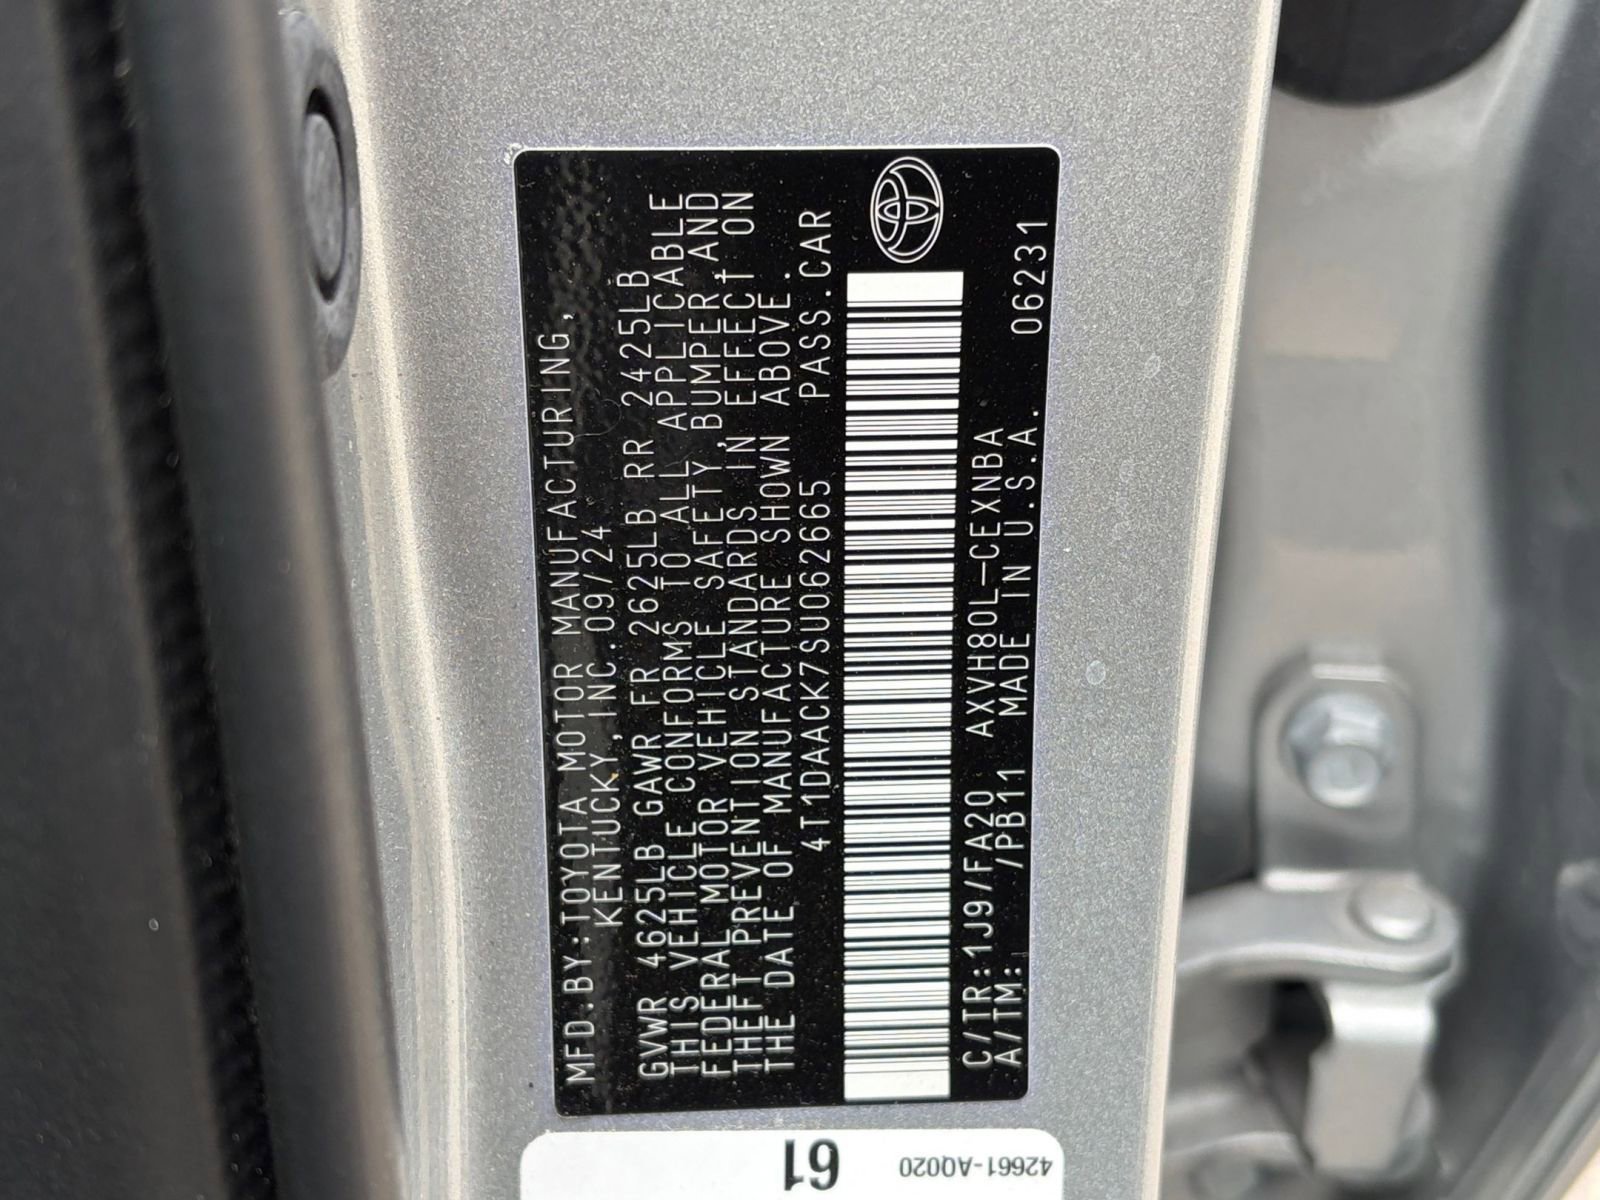 MFD.BY:TOYOTA MOTOR MANUFACTURING,
KENTUCKY,INC. 09/24
GVWR 4625LB GAWR FR 2625LB RR 2425LB
THIS VEHICLE CONFORMS TO ALL APPLICABLE
FEDERAL MOTOR VEHICLE SAFETY,BUMPER,AND
THEFT PREVENTION STANDARDS IN EFFECT ON
THE DATE OF MANUFACTURE SHOWN ABOVE.
4T1DAACK7SU062665 PASS.CAR
C/TR:1J9/FA20 AXVH80L-CEXNBA 06231
A/TM: /PB11 MADE IN U.S.A.
61
42661-AQ020